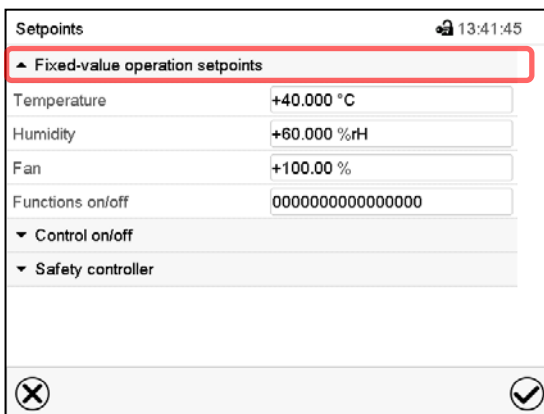 Setpoints 13:41:45
Fixed-value operation setpoints
Temperature +40.000 °C
Humidity +60.000 %rH
Fan +100.00 %
Functions on/off 0000000000000000
Control on/off
Safety controller